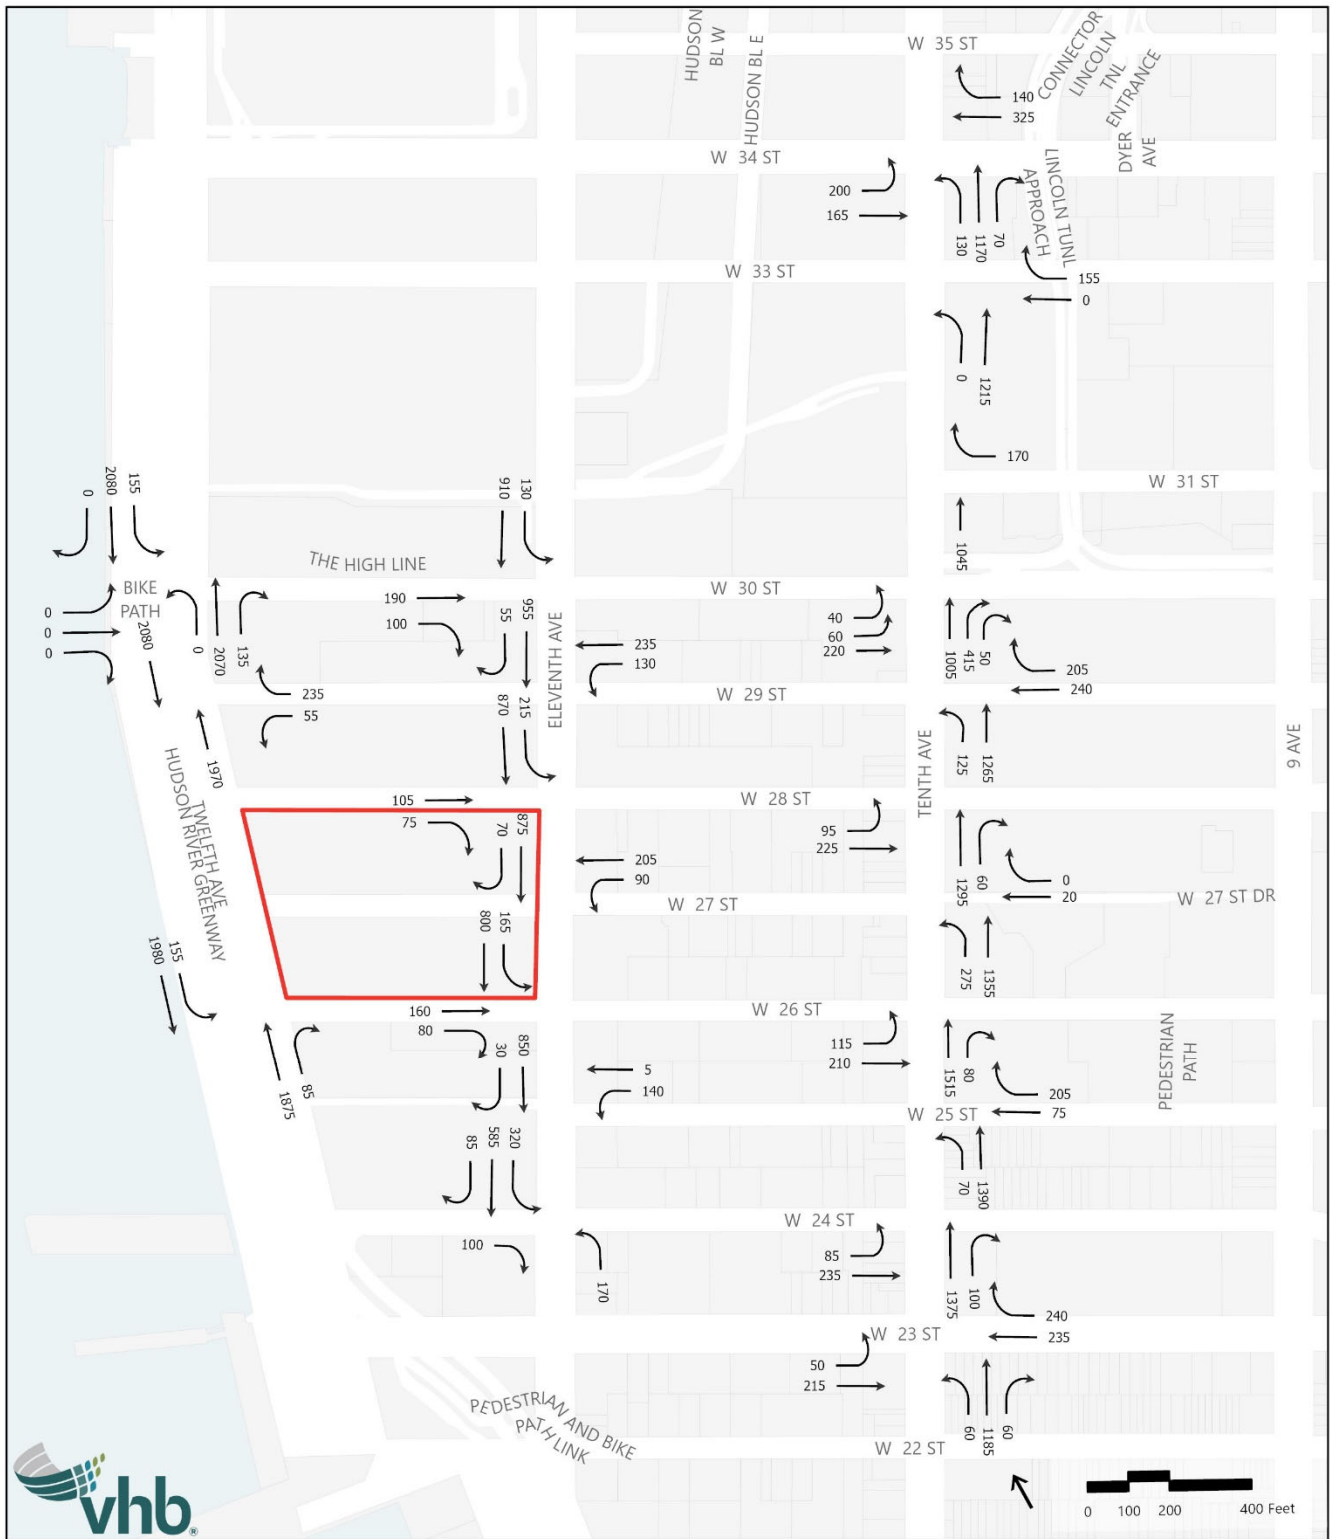 HUDSON
BL W
HUDSON BL E
W 35 ST
CONNECTOR
LINCOLN
TNL
ENTRANCE
DYER
AVE
140
325
W 34 ST
200
165
130
1170
70
LINCOLN TUNL
APPROACH
W 33 ST
155
0
0
1215
170
W 31 ST
0
2080
155
910
130
1045
THE HIGH LINE
W 30 ST
BIKE
PATH
0
0
0
2080
0
2070
135
190
100
55
955
ELEVENTH AVE
235
130
40
60
220
1005
415
50
205
240
235
55
W 29 ST
870
215
1970
TENTH AVE
125
1265
9 AVE
HUDSON RIVER GREENWAY
TWELFTH AVE
105
75
W 28 ST
70
875
95
225
205
90
1295
60
0
20
W 27 ST
W 27 ST DR
800
165
1980
155
275
1355
160
80
W 26 ST
30
850
115
210
5
140
1515
80
205
75
PEDESTRIAN
PATH
1875
85
W 25 ST
85
585
320
70
1390
W 24 ST
100
170
85
235
1375
100
240
235
W 23 ST
50
215
60
1185
60
PEDESTRIAN AND BIKE
PATH LINK
W 22 ST
vhb®
0 100 200 400 Feet